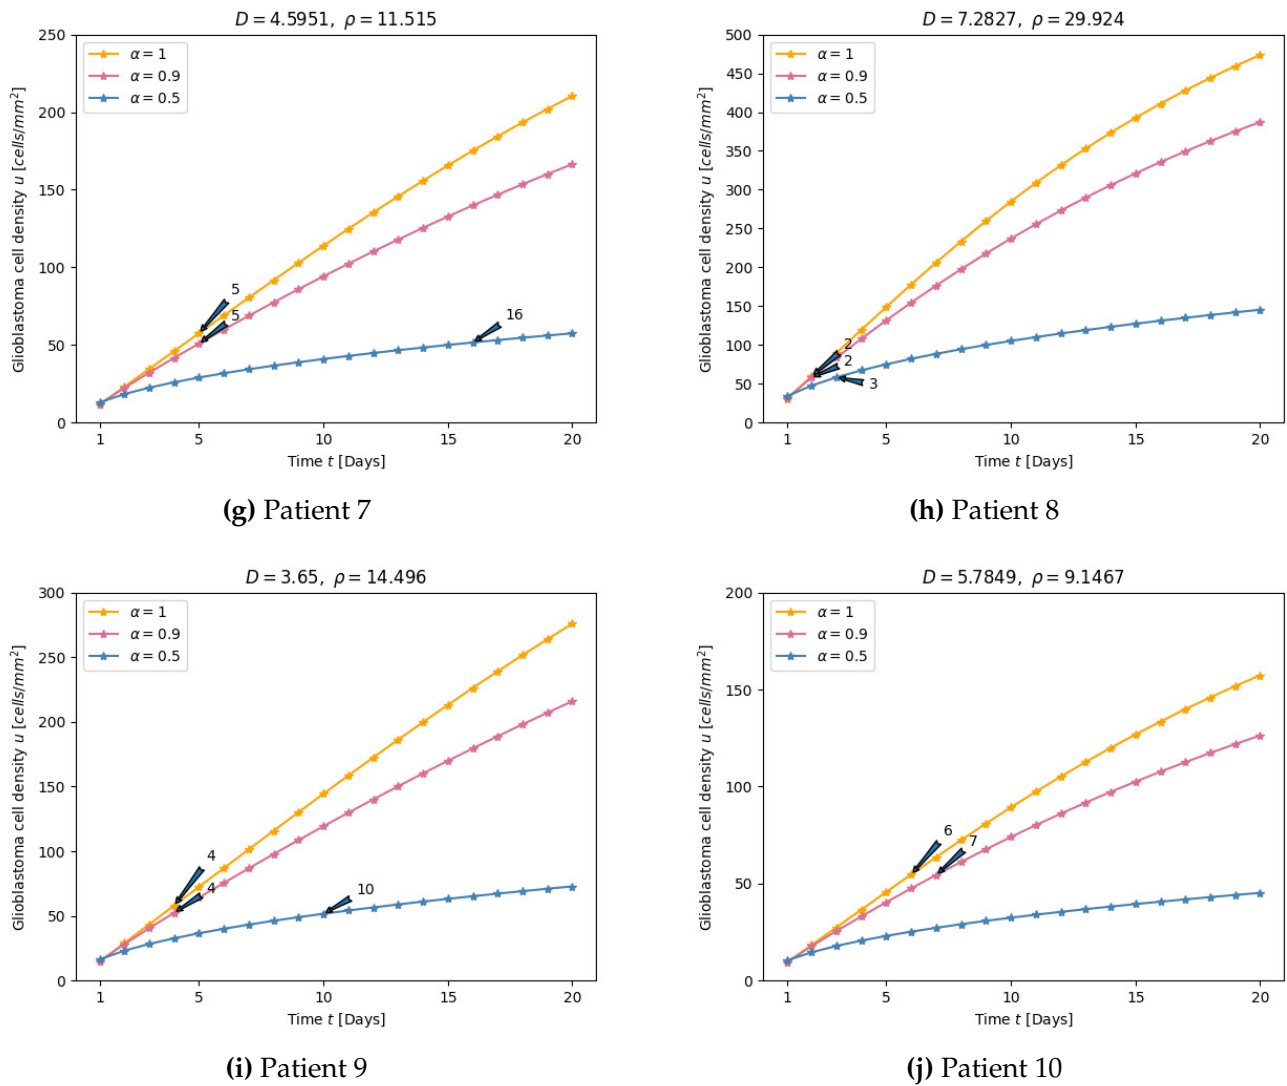 D = 4.5951, ρ = 11.515
Glioblastoma cell density u [cells/mm²]
250
200
150
100
50
0
α = 1
α = 0.9
α = 0.5
5
5
16
1 5 10 15 20
Time t [Days]
(g) Patient 7
D = 7.2827, ρ = 29.924
Glioblastoma cell density u [cells/mm²]
500
450
400
350
300
250
200
150
100
50
0
α = 1
α = 0.9
α = 0.5
2
2
3
1 5 10 15 20
Time t [Days]
(h) Patient 8
D = 3.65, ρ = 14.496
Glioblastoma cell density u [cells/mm²]
300
250
200
150
100
50
0
α = 1
α = 0.9
α = 0.5
4
4
10
1 5 10 15 20
Time t [Days]
(i) Patient 9
D = 5.7849, ρ = 9.1467
Glioblastoma cell density u [cells/mm²]
200
150
100
50
0
α = 1
α = 0.9
α = 0.5
6
7
1 5 10 15 20
Time t [Days]
(j) Patient 10